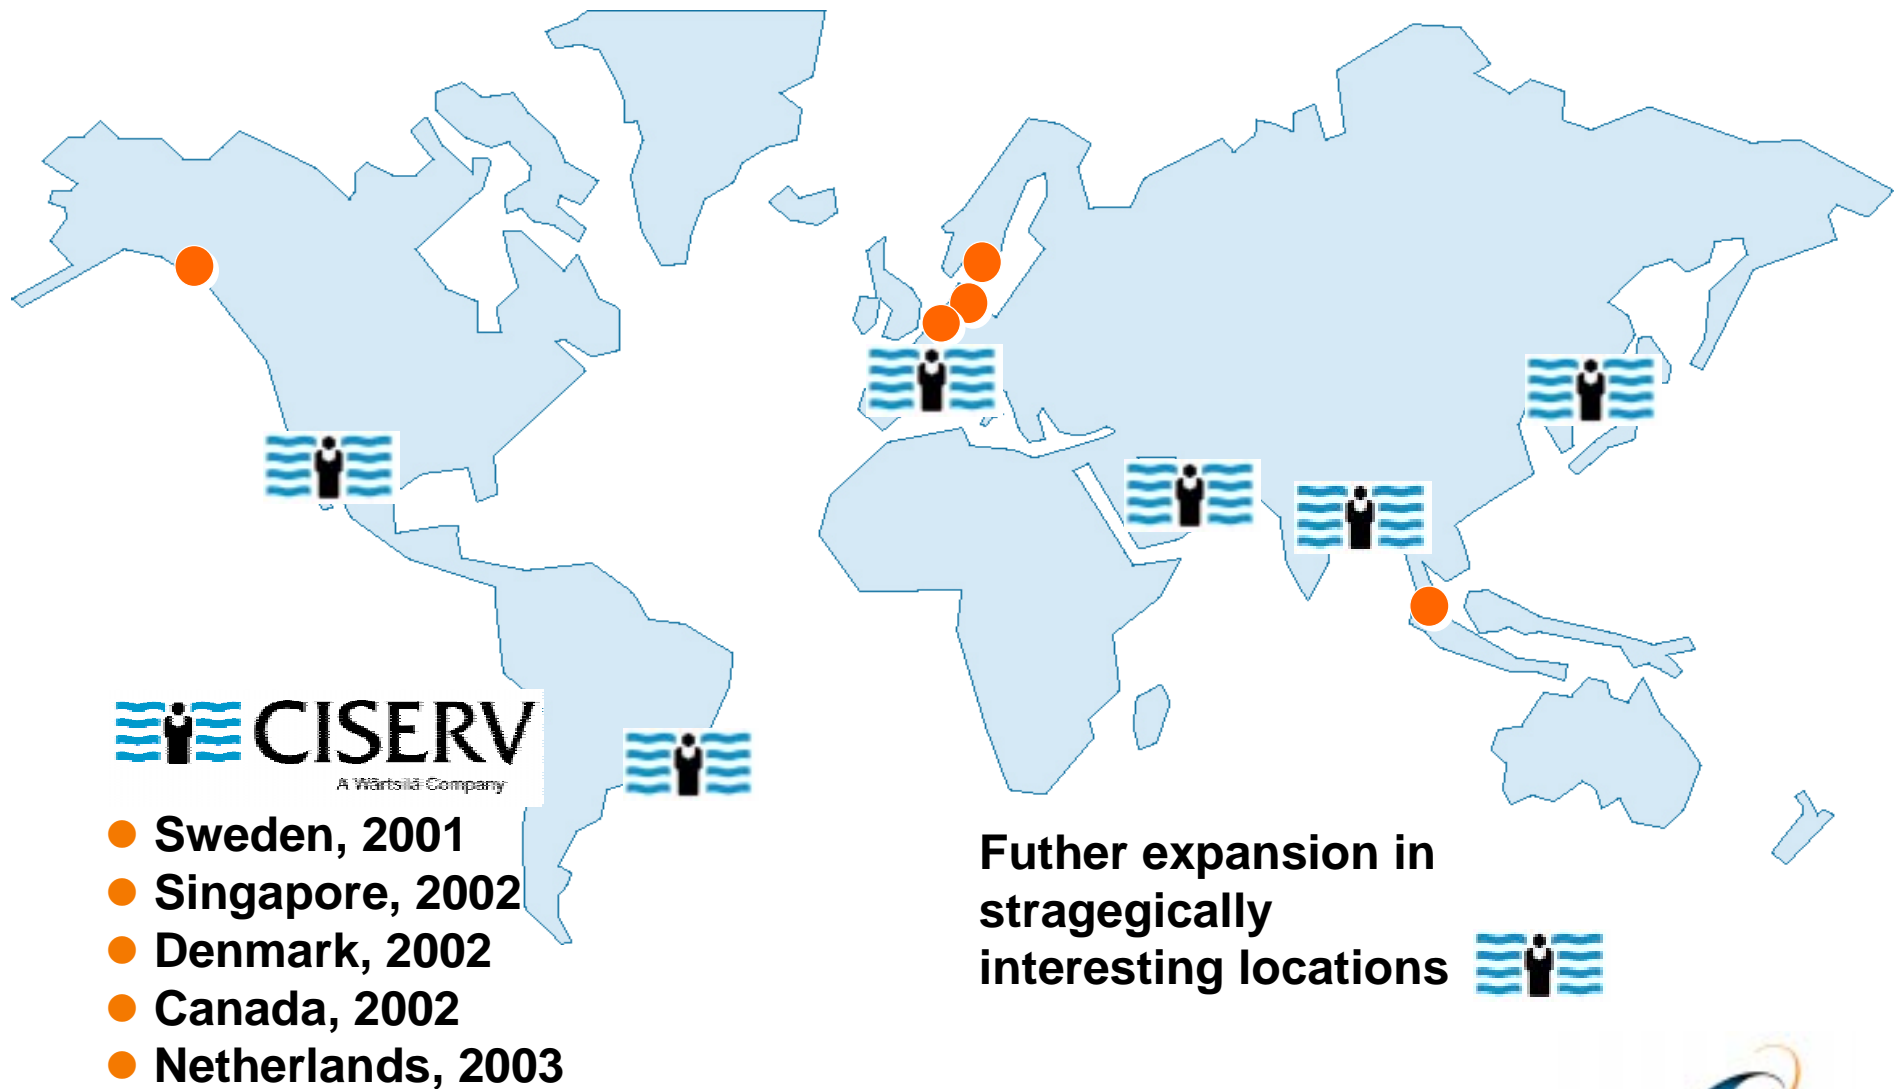 CISERV
A Wärtsilä Company
Sweden, 2001
Singapore, 2002
Denmark, 2002
Canada, 2002
Netherlands, 2003
Futher expansion in
stragegically
interesting locations